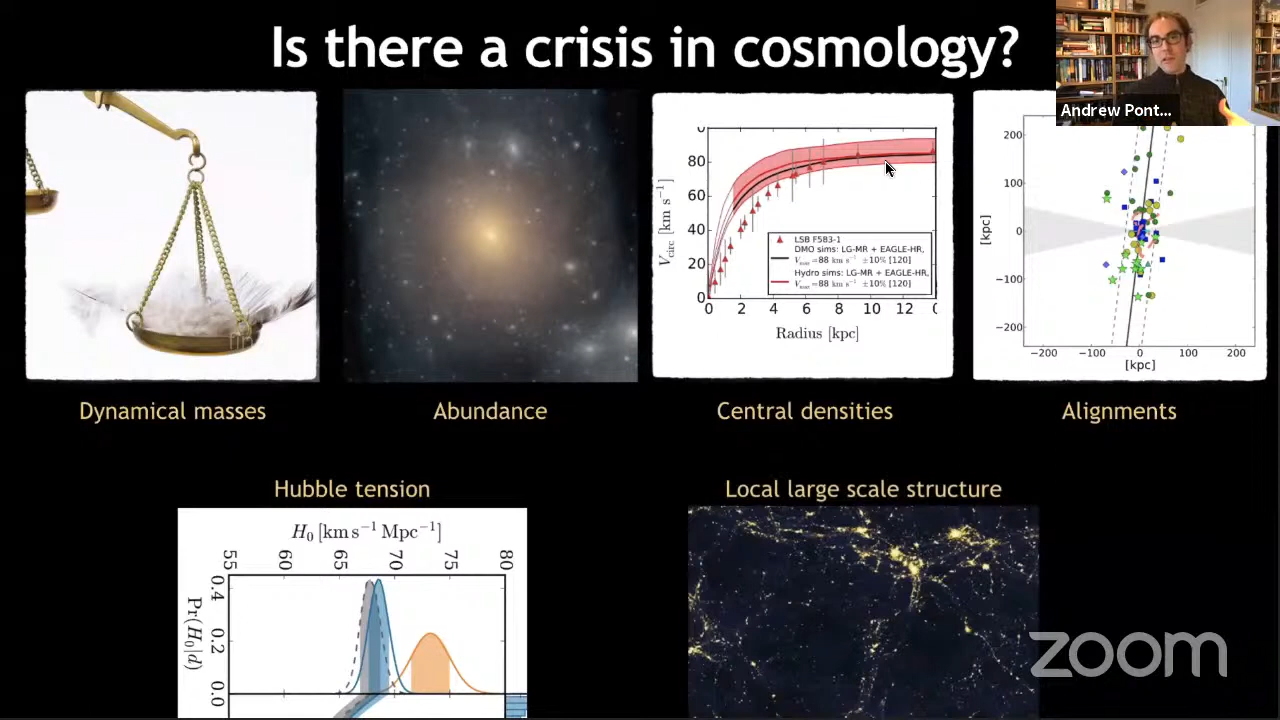 Is there a crisis in cosmology?
Andrew Pont...
Dynamical masses
Abundance
80
60
40
20
0
V_circ [km s⁻¹]
LSB F583-1
DMO sims: LG-MR + EAGLE-HR,
=88 km s⁻¹ ±10% [120]
Hydro sims: LG-MR + EAGLE-HR,
=88 km s⁻¹ ±10% [120]
0 2 4 6 8 10 12
Radius [kpc]
Central densities
200
100
0
−100
−200
[kpc]
−200 −100 0 100 200
[kpc]
Alignments
Hubble tension
H₀ [km s⁻¹ Mpc⁻¹]
55 60 65 70 75 80
0.4
0.2
0.0
Pr(H₀|d)
Local large scale structure
zoom